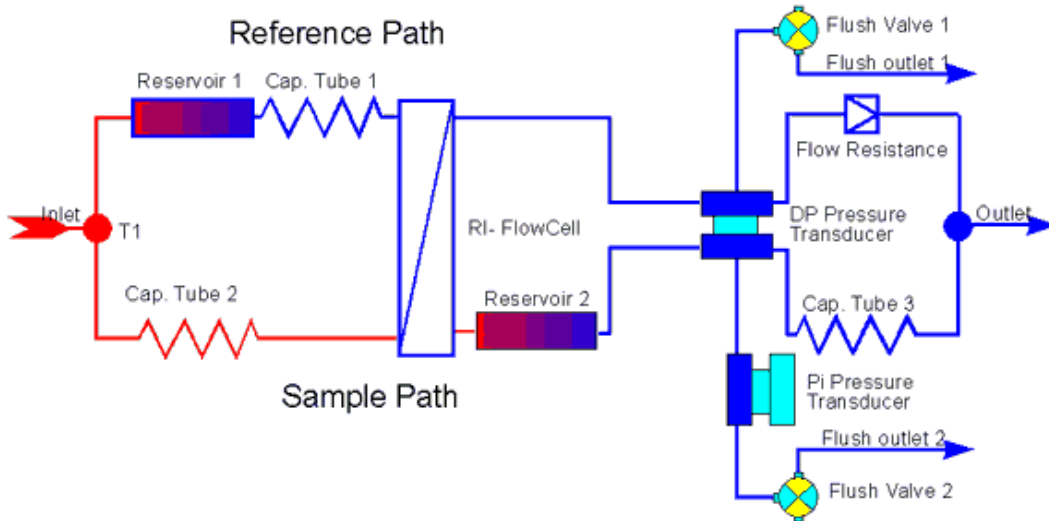 Flush Valve 1
Reference Path
Flush outlet 1
Reservoir 1
Cap. Tube 1
Flow Resistance
Inlet
T1
RI- FlowCell
DP Pressure
Transducer
Outlet
Cap. Tube 2
Reservoir 2
Cap. Tube 3
Sample Path
Pi Pressure
Transducer
Flush outlet 2
Flush Valve 2